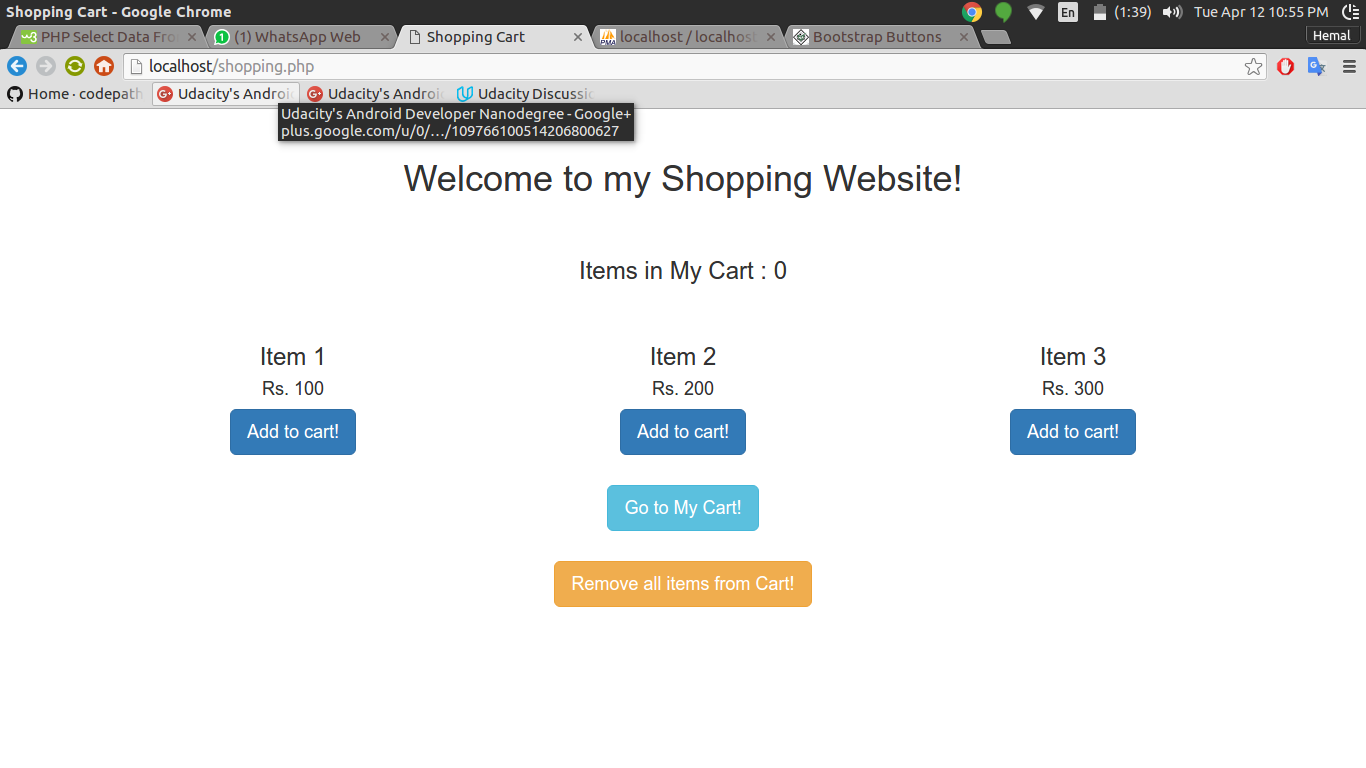 Shopping Cart - Google Chrome
En
(1:39)
Tue Apr 12 10:55 PM
PHP Select Data Fro
(1) WhatsApp Web
Shopping Cart
localhost / localhost
Bootstrap Buttons
Hemal
localhost/shopping.php
Home · codepath
Udacity's Androi
Udacity's Androi
Udacity Discussio
Udacity's Android Developer Nanodegree - Google+
plus.google.com/u/0/…/109766100514206800627
Welcome to my Shopping Website!
Items in My Cart : 0
Item 1
Rs. 100
Add to cart!
Item 2
Rs. 200
Add to cart!
Item 3
Rs. 300
Add to cart!
Go to My Cart!
Remove all items from Cart!